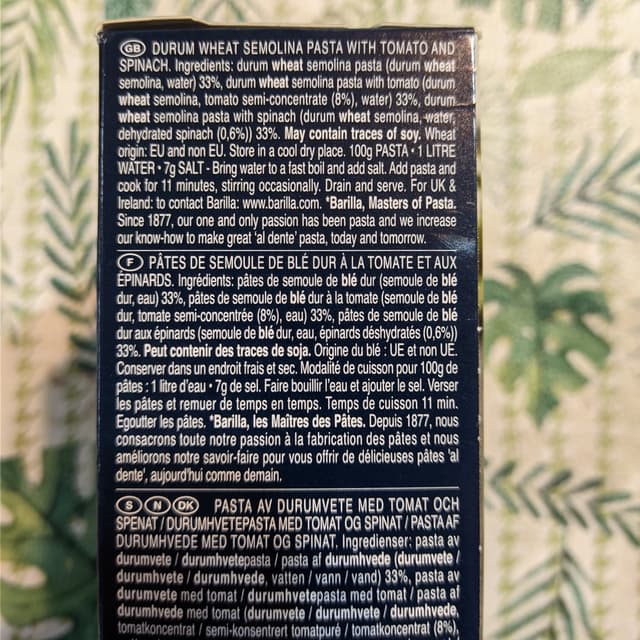 GB DURUM WHEAT SEMOLINA PASTA WITH TOMATO AND
SPINACH. Ingredients: durum wheat semolina pasta (durum wheat
semolina, water) 33%, durum wheat semolina pasta with tomato (durum
wheat semolina, tomato semi-concentrate (8%), water) 33%, durum
wheat semolina pasta with spinach (durum wheat semolina, water,
dehydrated spinach (0,6%)) 33%. May contain traces of soy. Wheat
origin: EU and non EU. Store in a cool dry place. 100g PASTA • 1 LITRE
WATER • 7g SALT - Bring water to a fast boil and add salt. Add pasta and
cook for 11 minutes, stirring occasionally. Drain and serve. For UK &
Ireland: to contact Barilla: www.barilla.com. *Barilla, Masters of Pasta.
Since 1877, our one and only passion has been pasta and we increase
our know-how to make great 'al dente' pasta, today and tomorrow.
F PÂTES DE SEMOULE DE BLÉ DUR À LA TOMATE ET AUX
ÉPINARDS. Ingrédients: pâtes de semoule de blé dur (semoule de blé
dur, eau) 33%, pâtes de semoule de blé dur à la tomate (semoule de blé
dur, tomate semi-concentrée (8%), eau) 33%, pâtes de semoule de blé
dur aux épinards (semoule de blé dur, eau, épinards déshydratés (0,6%))
33%. Peut contenir des traces de soja. Origine du blé : UE et non UE.
Conserver dans un endroit frais et sec. Modalité de cuisson pour 100g de
pâtes : 1 litre d'eau • 7g de sel. Faire bouillir l'eau et ajouter le sel. Verser
les pâtes et remuer de temps en temps. Temps de cuisson 11 min.
Egoutter les pâtes. *Barilla, les Maîtres des Pâtes. Depuis 1877, nous
consacrons toute notre passion à la fabrication des pâtes et nous
améliorons notre savoir-faire pour vous offrir de délicieuses pâtes 'al
dente', aujourd'hui comme demain.
S N DK PASTA AV DURUMVETE MED TOMAT OCH
SPENAT / DURUMHVETEPASTA MED TOMAT OG SPINAT / PASTA AF
DURUMHVEDE MED TOMAT OG SPINAT. Ingredienser: pasta av
durumvete / durumhvetepasta / pasta af durumhvede (durumvete /
durumhvete / durumhvede, vatten / vann / vand) 33%, pasta av
durumvete med tomat / durumhvetepasta med tomat / pasta af
durumhvede med tomat (durumvete / durumhvete / durumhvede,
tomatkoncentrat / semi-konsentrert tomatpuré / tomatkoncentrat (8%),